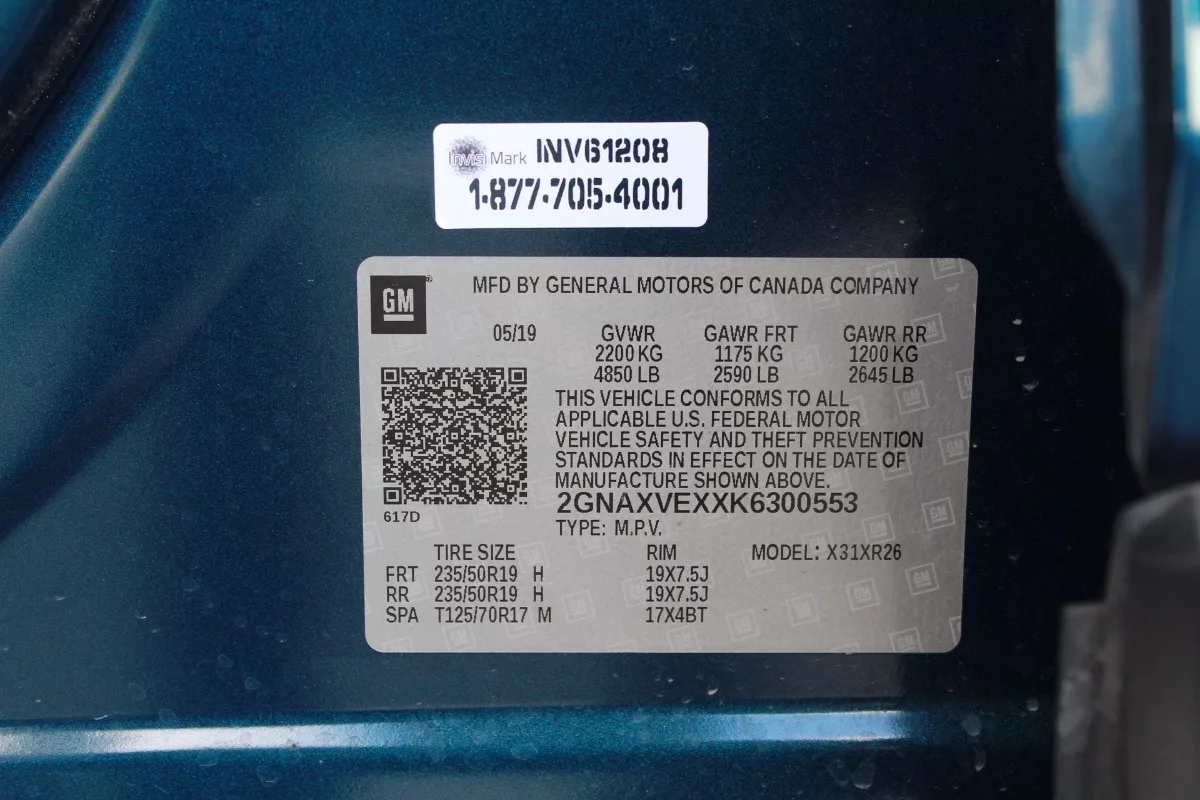 InvisiMark INV61208
1-877-705-4001
GM® MFD BY GENERAL MOTORS OF CANADA COMPANY
05/19 GVWR GAWR FRT GAWR RR
2200 KG 1175 KG 1200 KG
4850 LB 2590 LB 2645 LB
THIS VEHICLE CONFORMS TO ALL
APPLICABLE U.S. FEDERAL MOTOR
VEHICLE SAFETY AND THEFT PREVENTION
STANDARDS IN EFFECT ON THE DATE OF
MANUFACTURE SHOWN ABOVE.
2GNAXVEXXK6300553
617D
TYPE: M.P.V.
TIRE SIZE RIM MODEL: X31XR26
FRT 235/50R19 H 19X7.5J
RR 235/50R19 H 19X7.5J
SPA T125/70R17 M 17X4BT